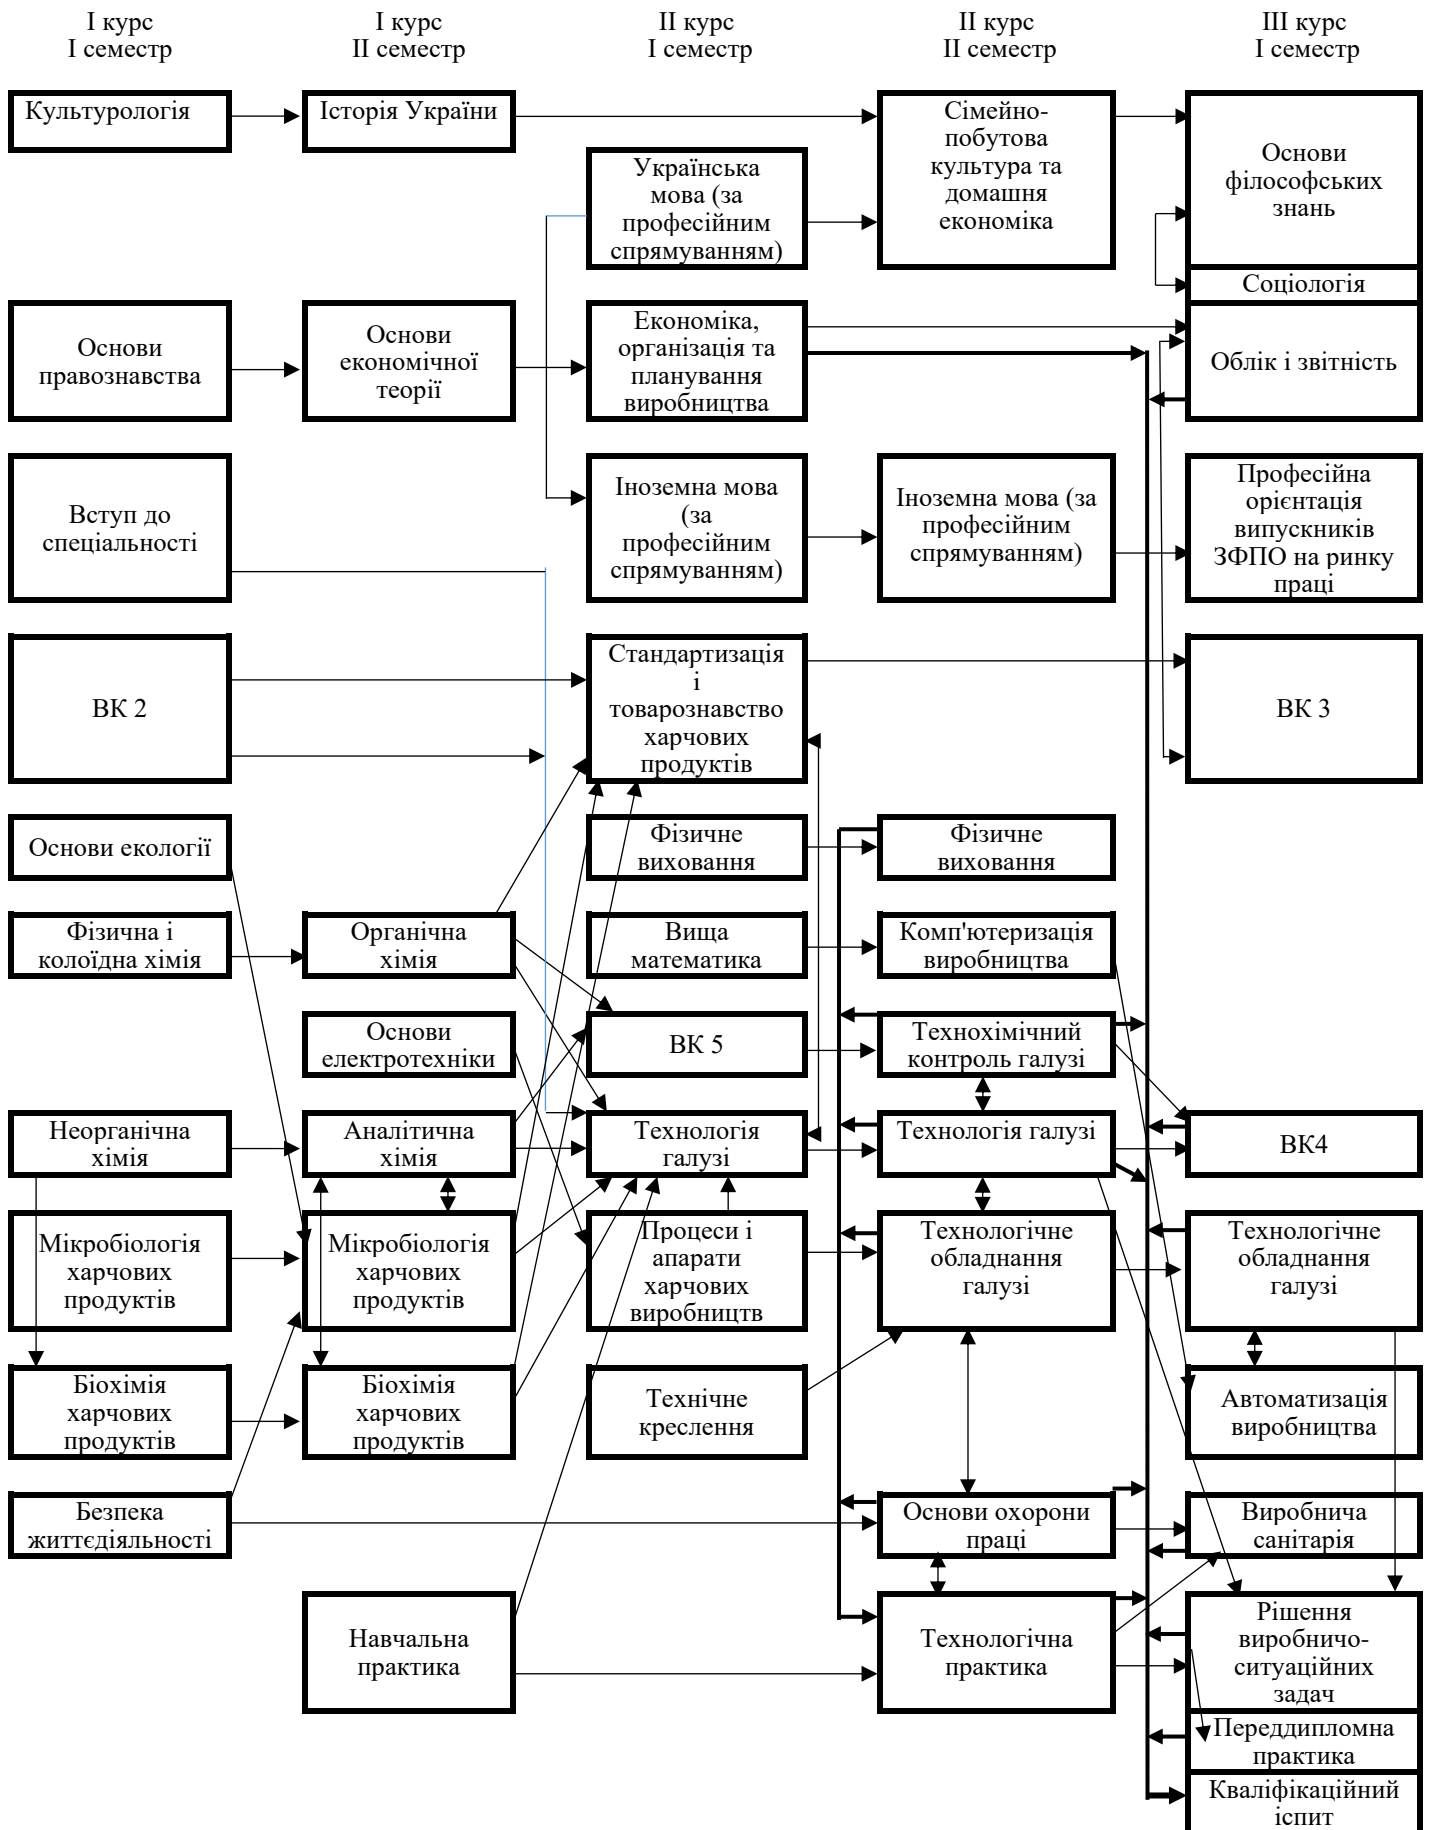 І курс
І семестр
І курс
ІІ семестр
ІІ курс
І семестр
ІІ курс
ІІ семестр
ІІІ курс
І семестр
Культурологія
Історія України
Українська
мова (за
професійним
спрямуванням)
Сімейно-
побутова
культура та
домашня
економіка
Основи
філософських
знань
Соціологія
Основи
правознавства
Основи
економічної
теорії
Економіка,
організація та
планування
виробництва
Облік і звітність
Вступ до
спеціальності
Іноземна мова
(за
професійним
спрямуванням)
Іноземна мова (за
професійним
спрямуванням)
Професійна
орієнтація
випускників
ЗФПО на ринку
праці
ВК 2
Стандартизація
і
товарознавство
харчових
продуктів
ВК 3
Основи екології
Фізичне
виховання
Фізичне
виховання
Фізична і
колоїдна хімія
Органічна
хімія
Вища
математика
Комп'ютеризація
виробництва
Основи
електротехніки
ВК 5
Технохімічний
контроль галузі
Неорганічна
хімія
Аналітична
хімія
Технологія
галузі
Технологія галузі
ВК4
Мікробіологія
харчових
продуктів
Мікробіологія
харчових
продуктів
Процеси і
апарати
харчових
виробництв
Технологічне
обладнання
галузі
Технологічне
обладнання
галузі
Біохімія
харчових
продуктів
Біохімія
харчових
продуктів
Технічне
креслення
Автоматизація
виробництва
Безпека
життєдіяльності
Основи охорони
праці
Виробнича
санітарія
Навчальна
практика
Технологічна
практика
Рішення
виробничо-
ситуаційних
задач
Переддипломна
практика
Кваліфікаційний
іспит